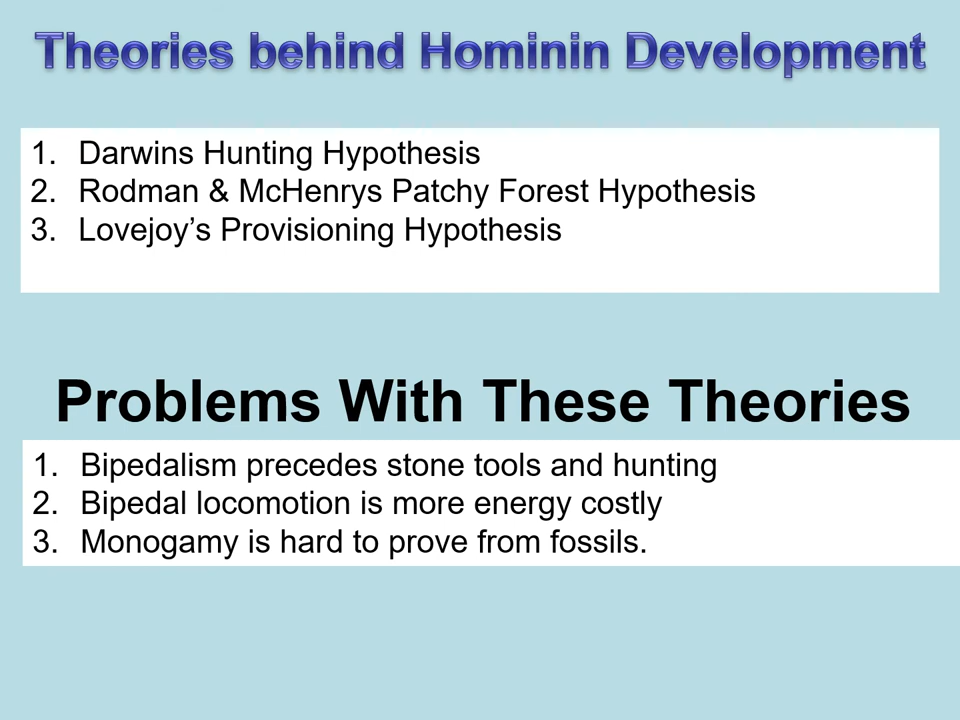 Theories behind Hominin Development
1. Darwins Hunting Hypothesis
2. Rodman & McHenrys Patchy Forest Hypothesis
3. Lovejoy’s Provisioning Hypothesis
Problems With These Theories
1. Bipedalism precedes stone tools and hunting
2. Bipedal locomotion is more energy costly
3. Monogamy is hard to prove from fossils.